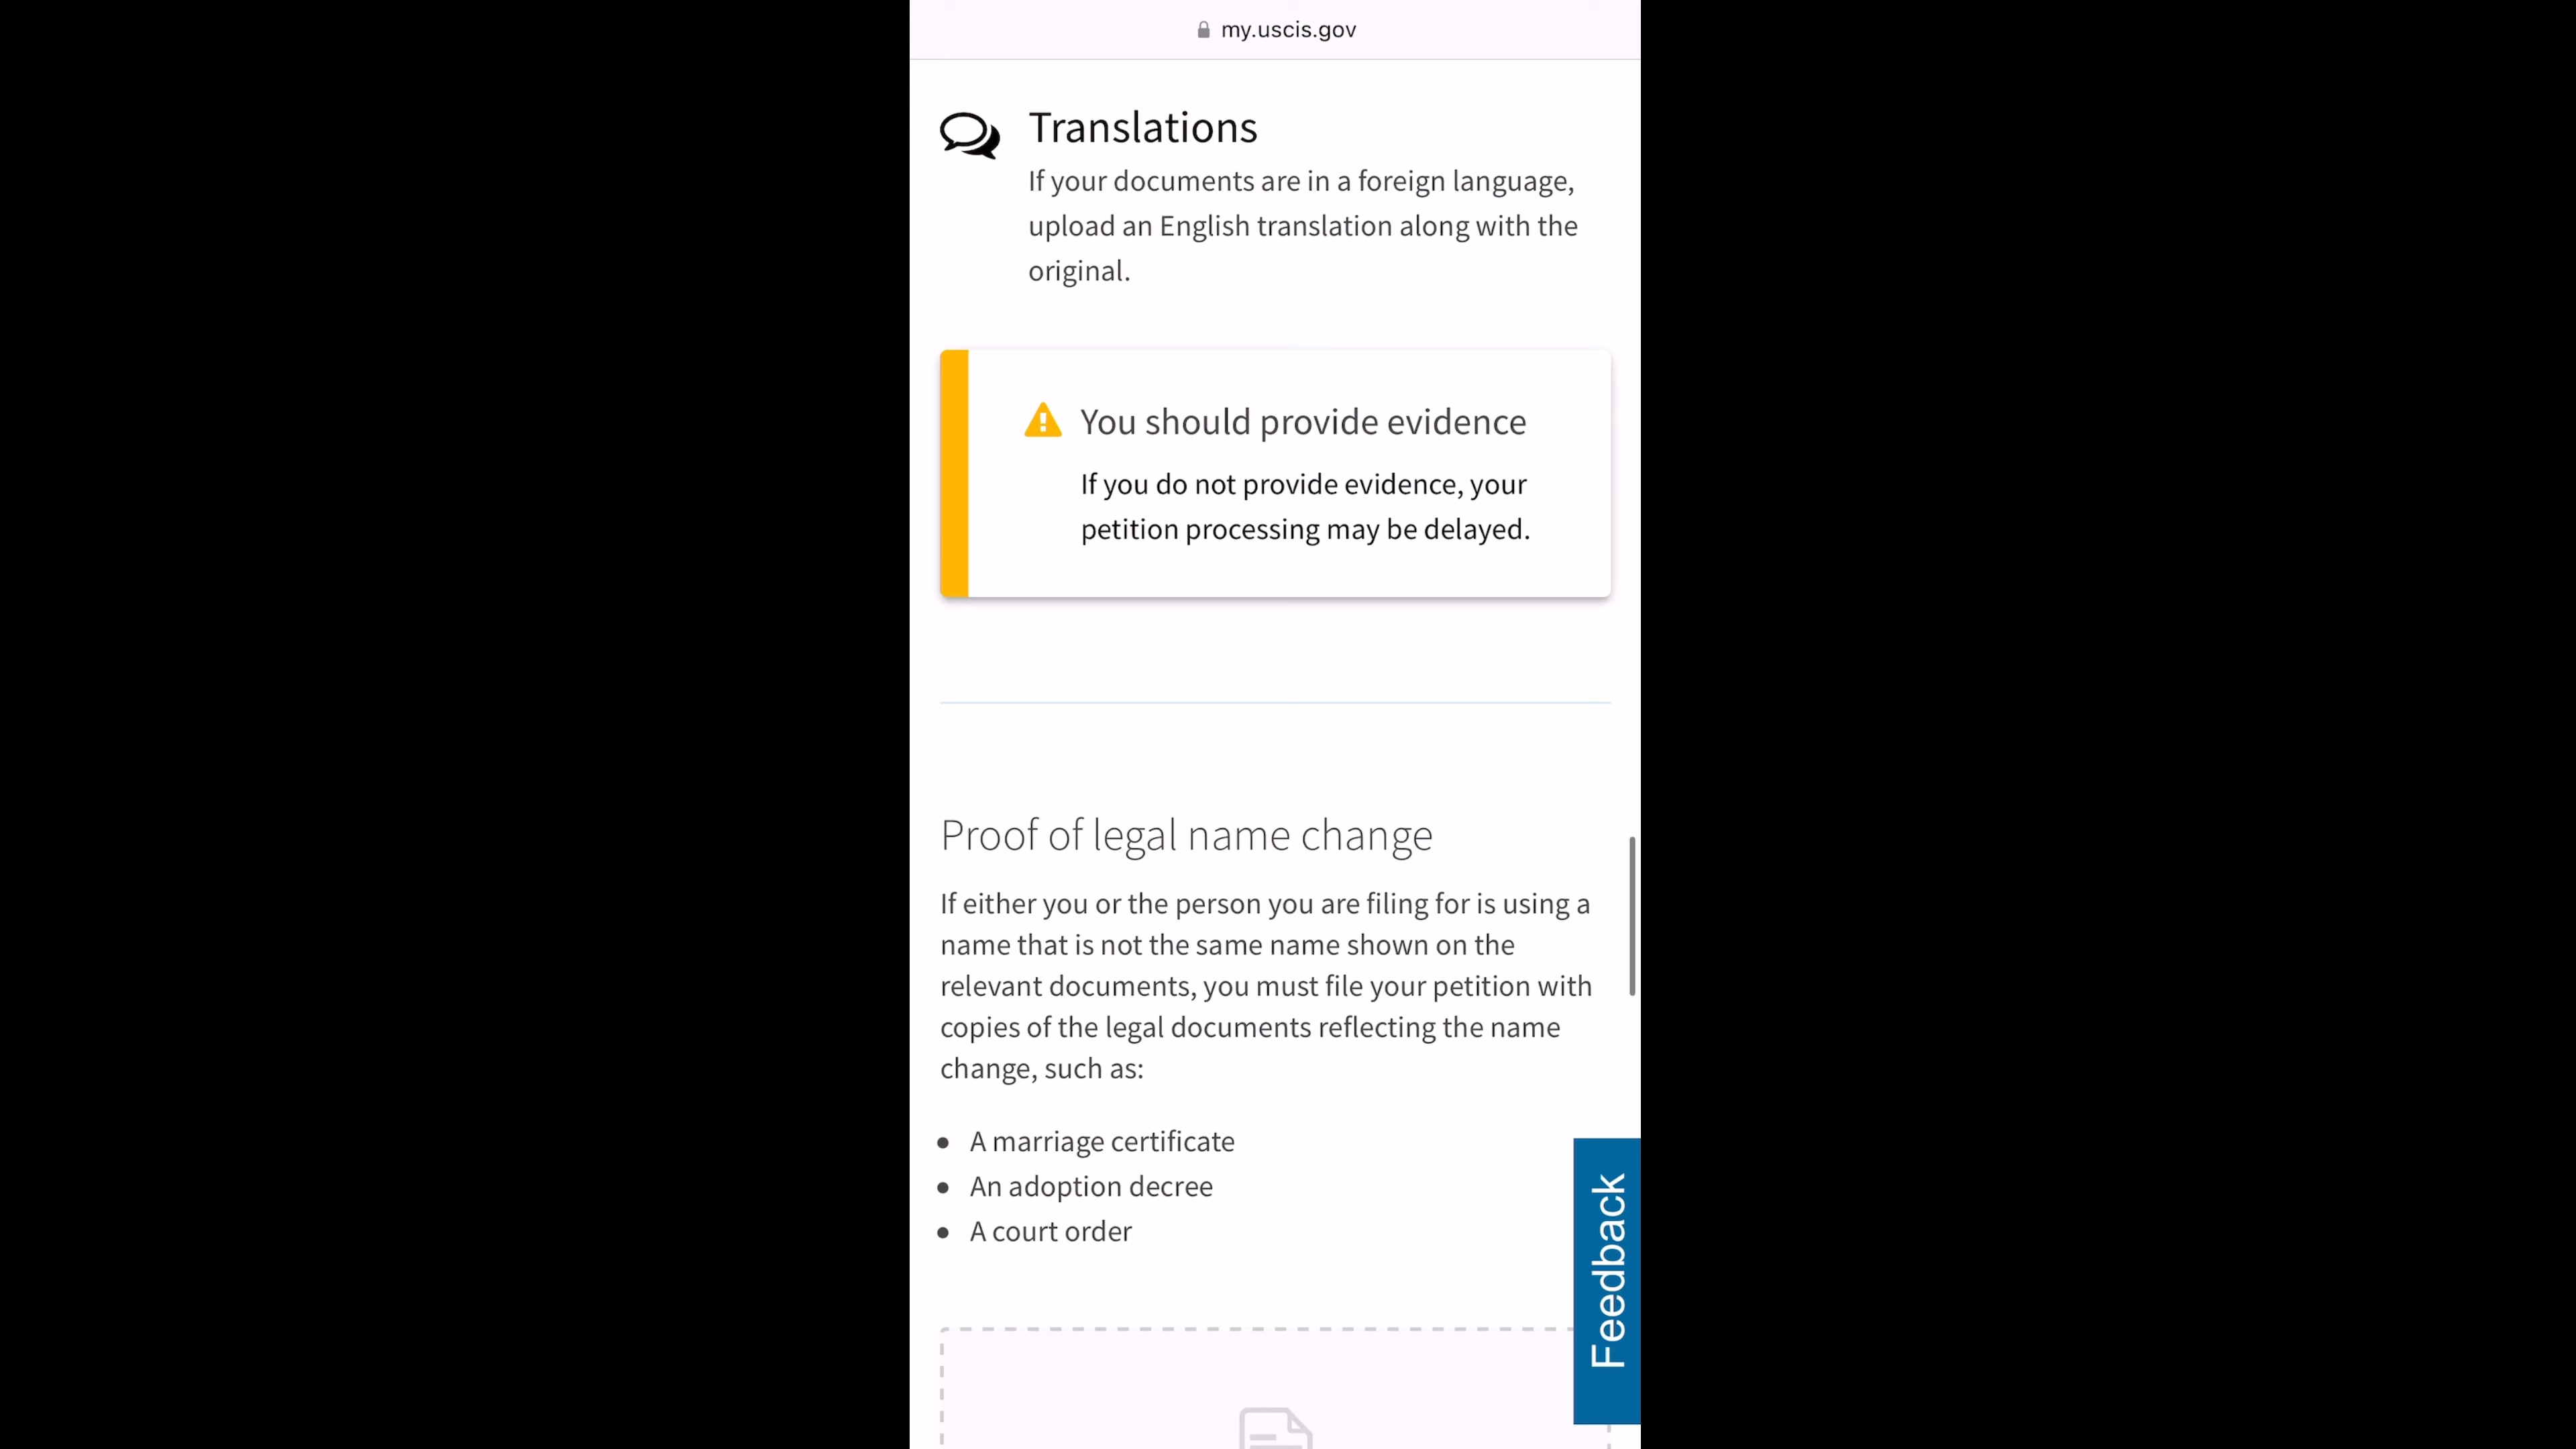 my.uscis.gov
Translations
If your documents are in a foreign language,
upload an English translation along with the
original.
You should provide evidence
If you do not provide evidence, your
petition processing may be delayed.
Proof of legal name change
If either you or the person you are filing for is using a
name that is not the same name shown on the
relevant documents, you must file your petition with
copies of the legal documents reflecting the name
change, such as:
• A marriage certificate
• An adoption decree
• A court order
Feedback